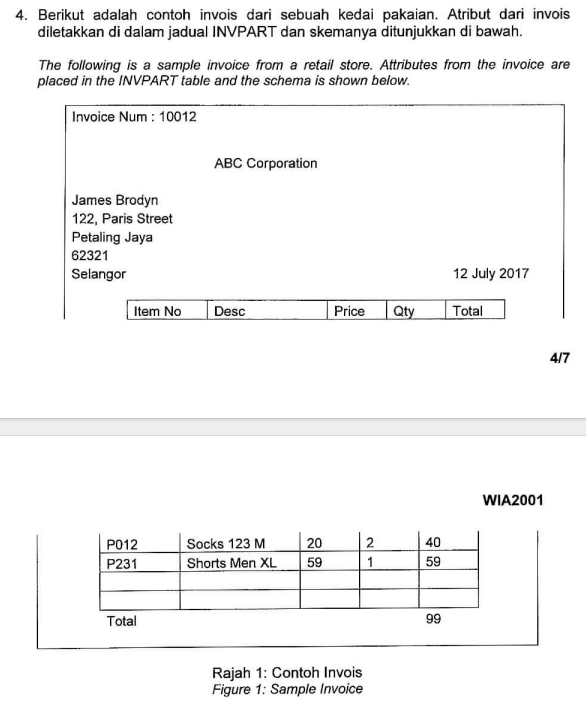 4. Berikut adalah contoh invois dari sebuah kedai pakaian. Atribut dari invois
diletakkan di dalam jadual INVPART dan skemanya ditunjukkan di bawah.
The following is a sample invoice from a retail store. Attributes from the invoice are
placed in the INVPART table and the schema is shown below.
Invoice Num : 10012
ABC Corporation
James Brodyn
122, Paris Street
Petaling Jaya
62321
Selangor 12 July 2017
Item No Desc Price Qty Total
4/7
WIA2001
P012 Socks 123 M 20 2 40
P231 Shorts Men XL 59 1 59
Total 99
Rajah 1: Contoh Invois
Figure 1: Sample Invoice